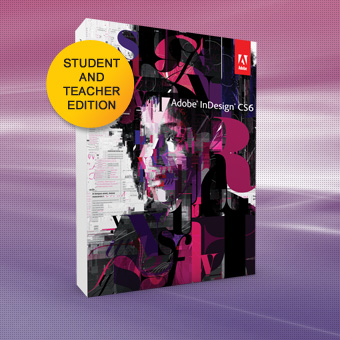 STUDENT
AND
TEACHER
EDITION
Adobe
Adobe® InDesign® CS6